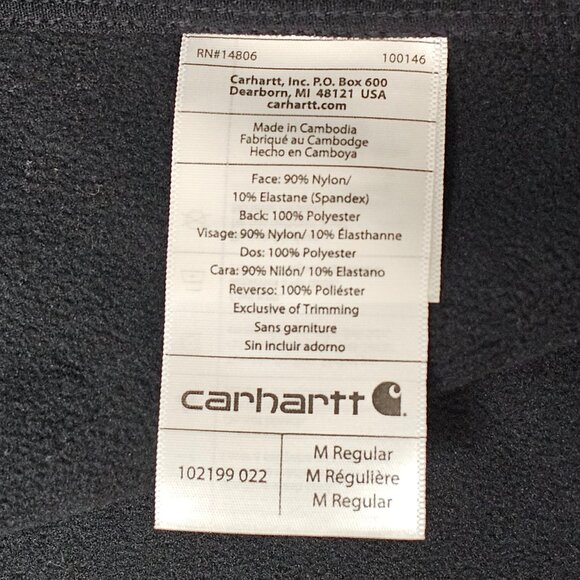 RN#14806 100146
Carhartt, Inc. P.O. Box 600
Dearborn, MI 48121 USA
carhartt.com
Made in Cambodia
Fabriqué au Cambodge
Hecho en Camboya
Face: 90% Nylon/
10% Elastane (Spandex)
Back: 100% Polyester
Visage: 90% Nylon/ 10% Élasthanne
Dos: 100% Polyester
Cara: 90% Nilón/ 10% Elastano
Reverso: 100% Poliéster
Exclusive of Trimming
Sans garniture
Sin incluir adorno
carhartt
102199 022
M Regular
M Régulière
M Regular